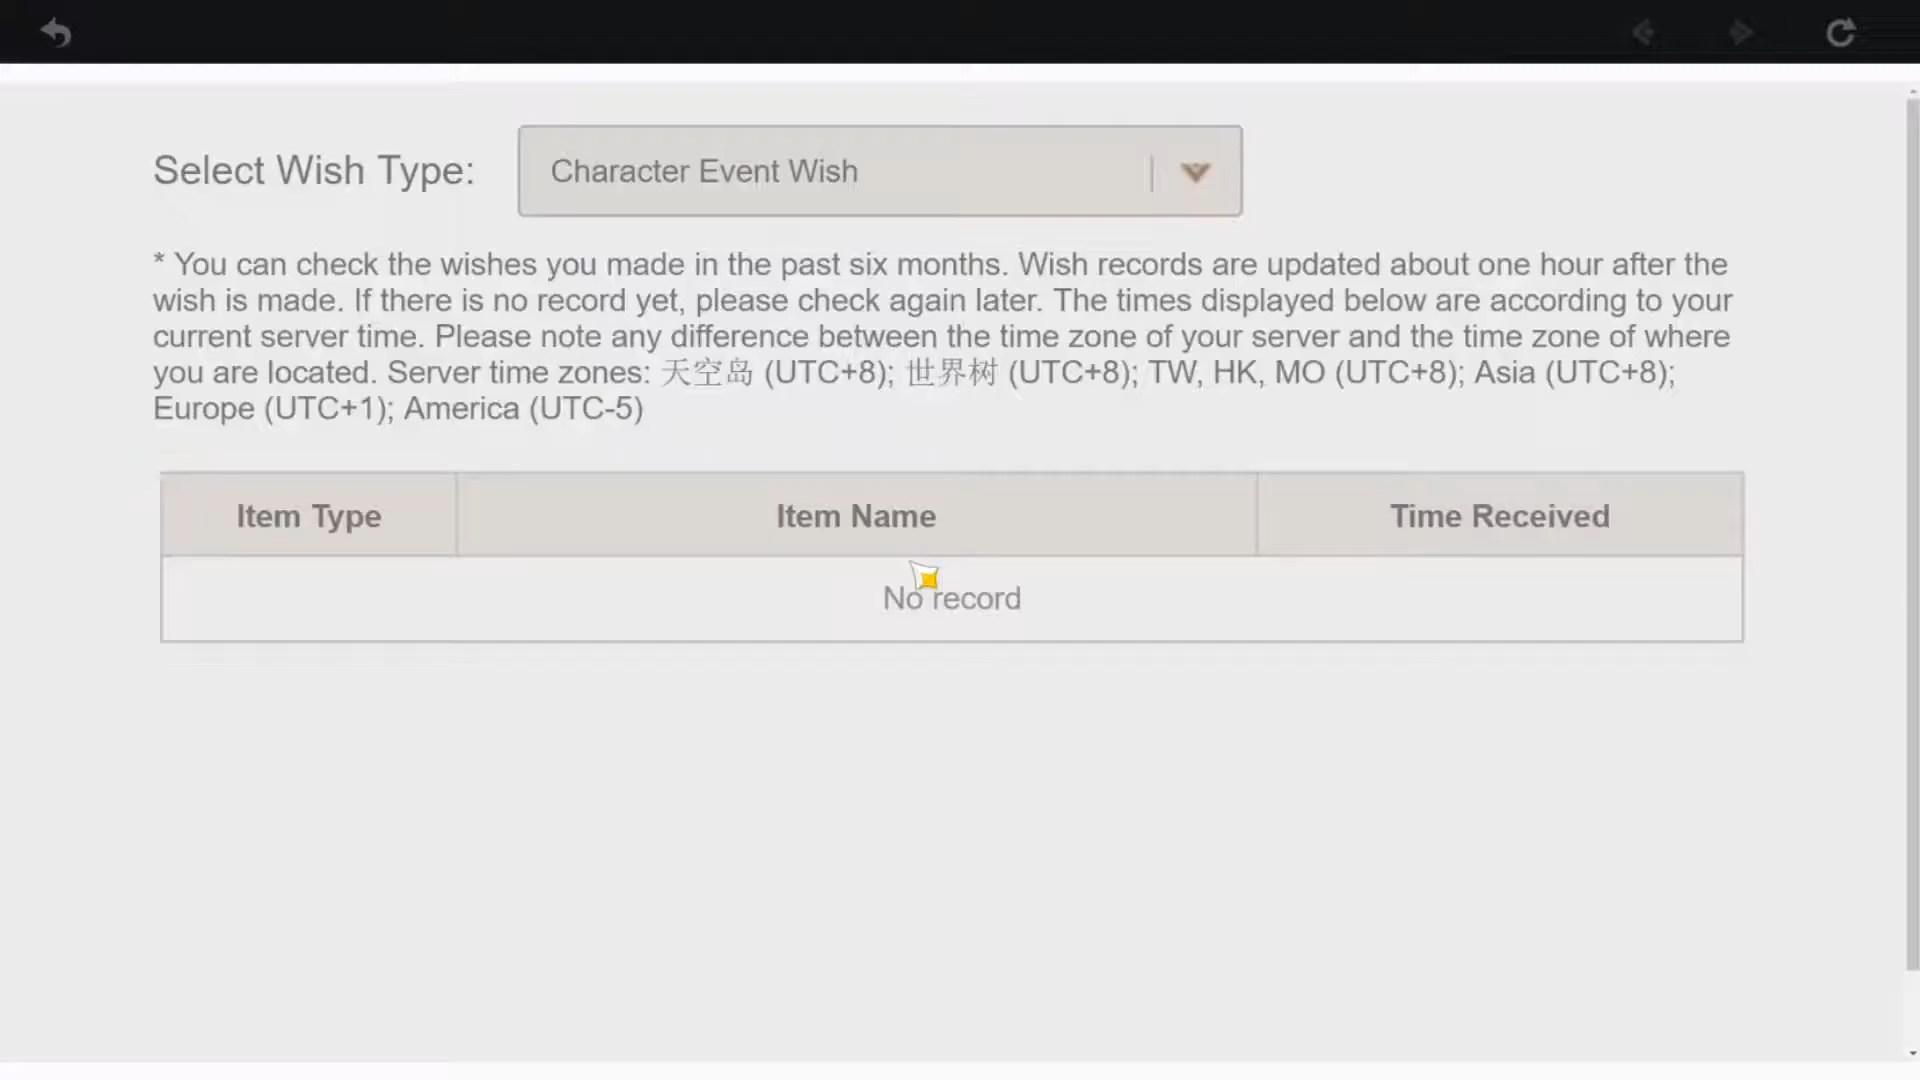 Select Wish Type: Character Event Wish
* You can check the wishes you made in the past six months. Wish records are updated about one hour after the
wish is made. If there is no record yet, please check again later. The times displayed below are according to your
current server time. Please note any difference between the time zone of your server and the time zone of where
you are located. Server time zones: 天空岛 (UTC+8); 世界树 (UTC+8); TW, HK, MO (UTC+8); Asia (UTC+8);
Europe (UTC+1); America (UTC-5)
Item Type Item Name Time Received
No record